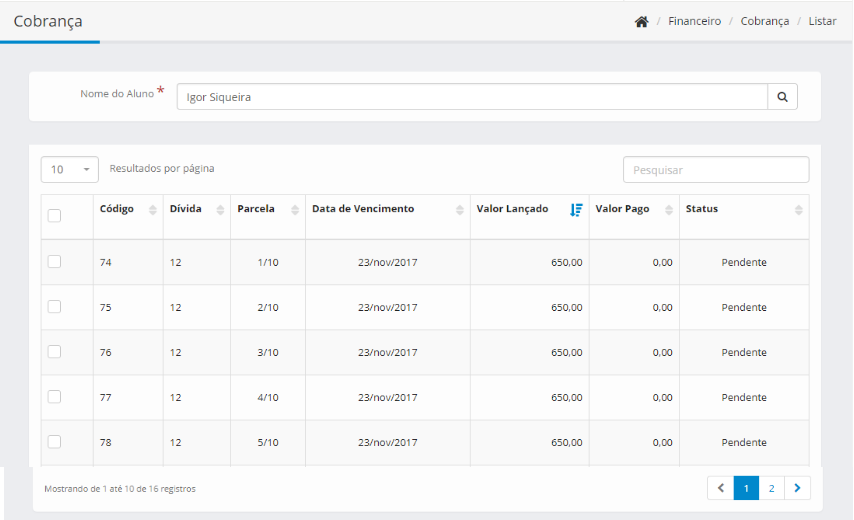 Cobrança
/ Financeiro / Cobrança / Listar
Nome do Aluno *
Igor Siqueira
10 Resultados por página
Pesquisar
Código Dívida Parcela Data de Vencimento Valor Lançado Valor Pago Status
74 12 1/10 23/nov/2017 650,00 0,00 Pendente
75 12 2/10 23/nov/2017 650,00 0,00 Pendente
76 12 3/10 23/nov/2017 650,00 0,00 Pendente
77 12 4/10 23/nov/2017 650,00 0,00 Pendente
78 12 5/10 23/nov/2017 650,00 0,00 Pendente
Mostrando de 1 até 10 de 16 registros
1 2